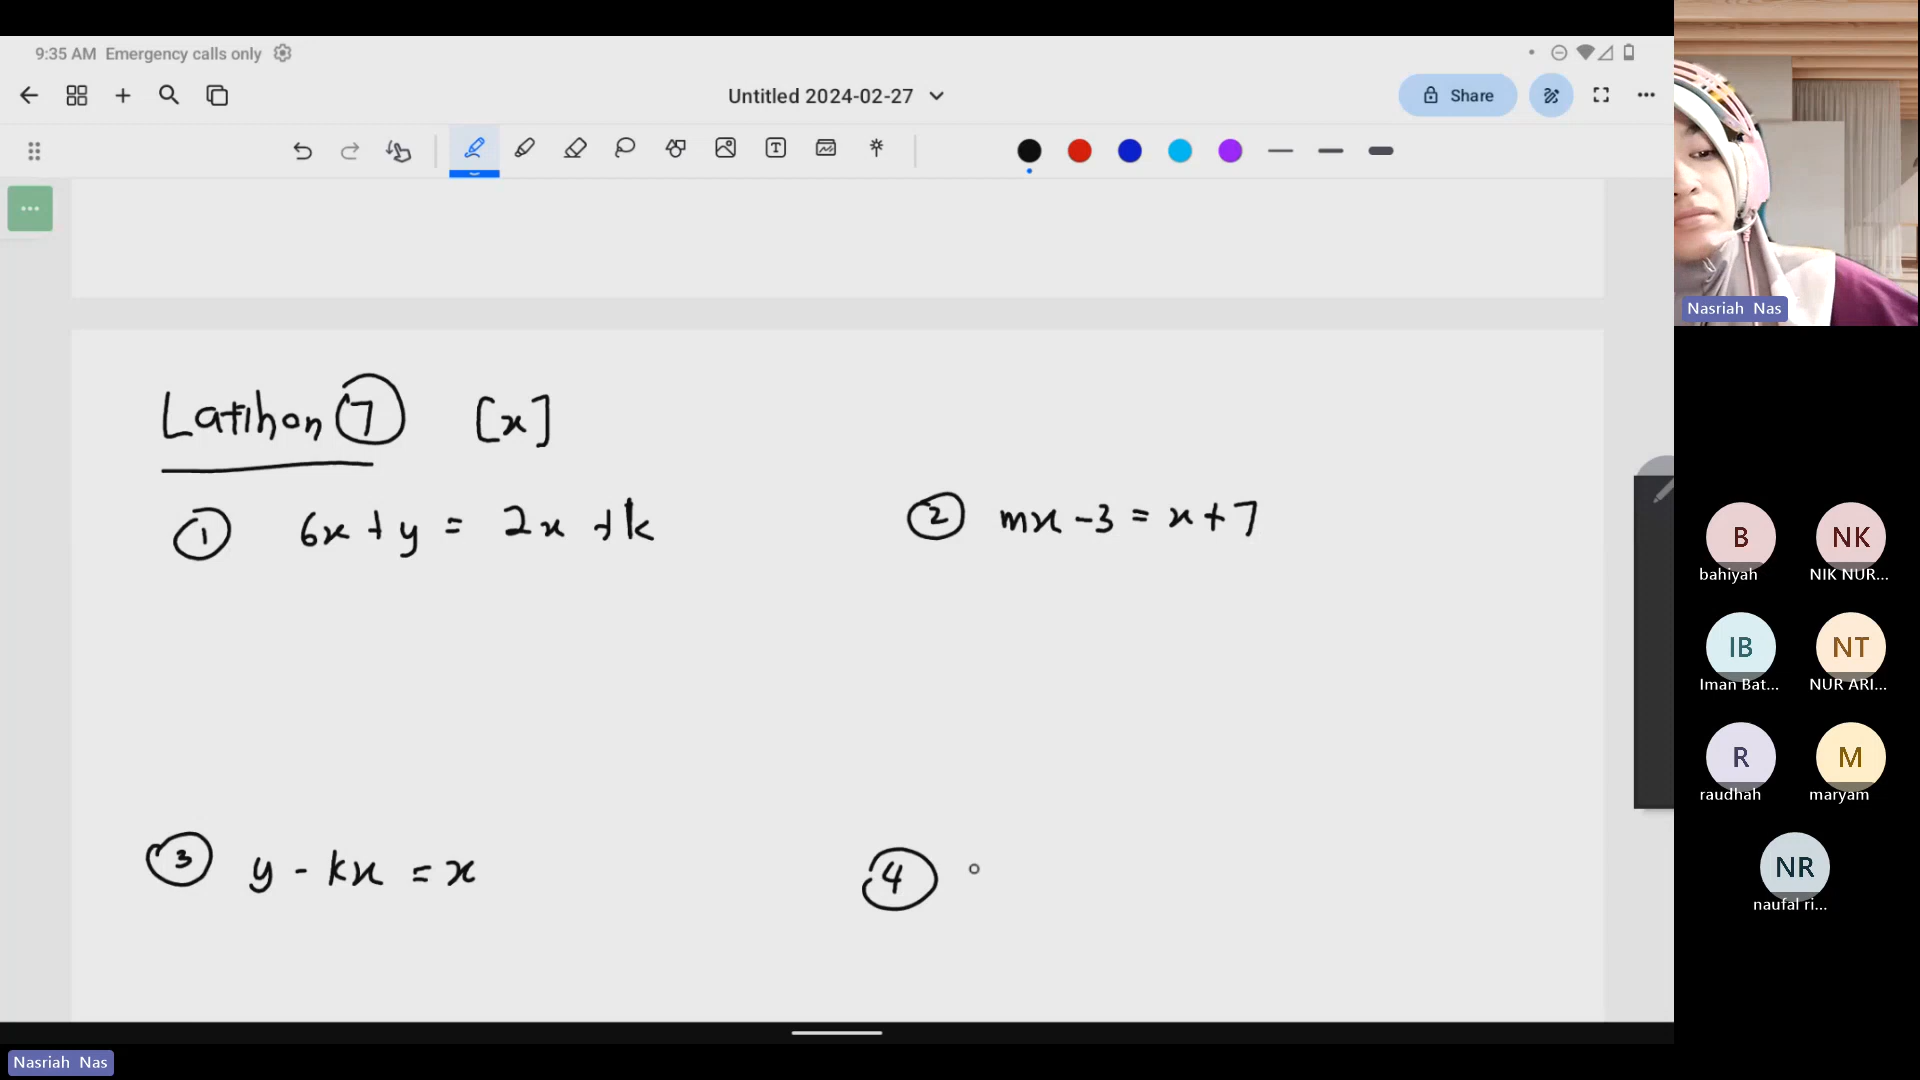 9:35 AM Emergency calls only
Untitled 2024-02-27
Share
Nasriah Nas
Latihan 7 [x]
1 6x + y = 2x + k
2 mx - 3 = x + 7
3 y - kx = x
4
B
bahiyah
NK
NIK NUR...
IB
Iman Bat...
NT
NUR ARI...
R
raudhah
M
maryam
NR
naufal ri...
Nasriah Nas